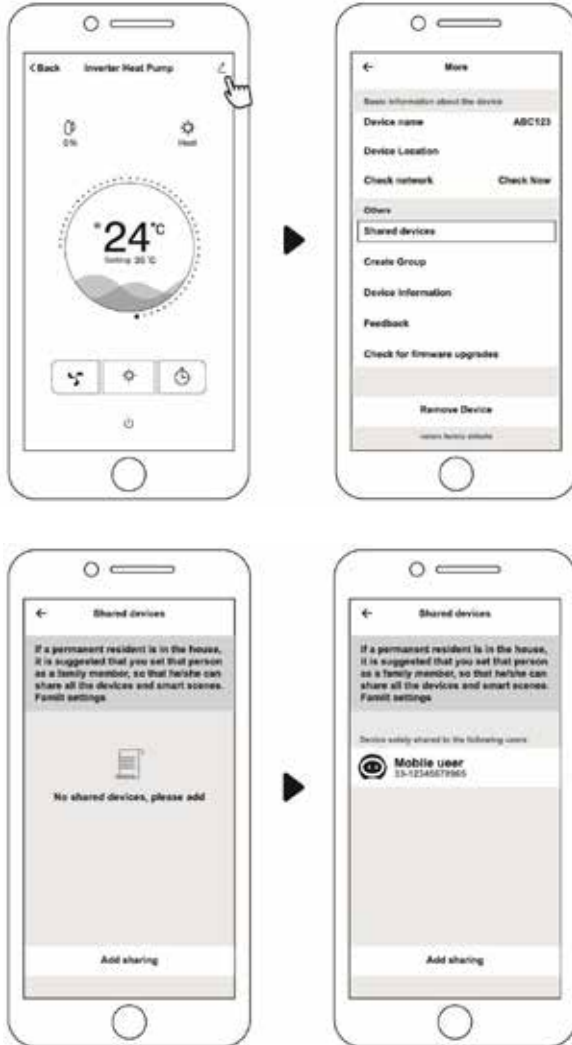 < Back Inverter Heat Pump
0%
Heat
24°C
Setting 35 °C
← More
Basic information about the device
Device name ABC123
Device Location
Check network Check Now
Others
Shared devices
Create Group
Device Information
Feedback
Check for firmware upgrades
Remove Device
← Shared devices
If a permanent resident is in the house,
it is suggested that you set that person
as a family member, so that he/she can
share all the devices and smart scenes.
Familt settings
No shared devices, please add
Add sharing
← Shared devices
If a permanent resident is in the house,
it is suggested that you set that person
as a family member, so that he/she can
share all the devices and smart scenes.
Familt settings
Device solely shared to the following users
Mobile user
Add sharing